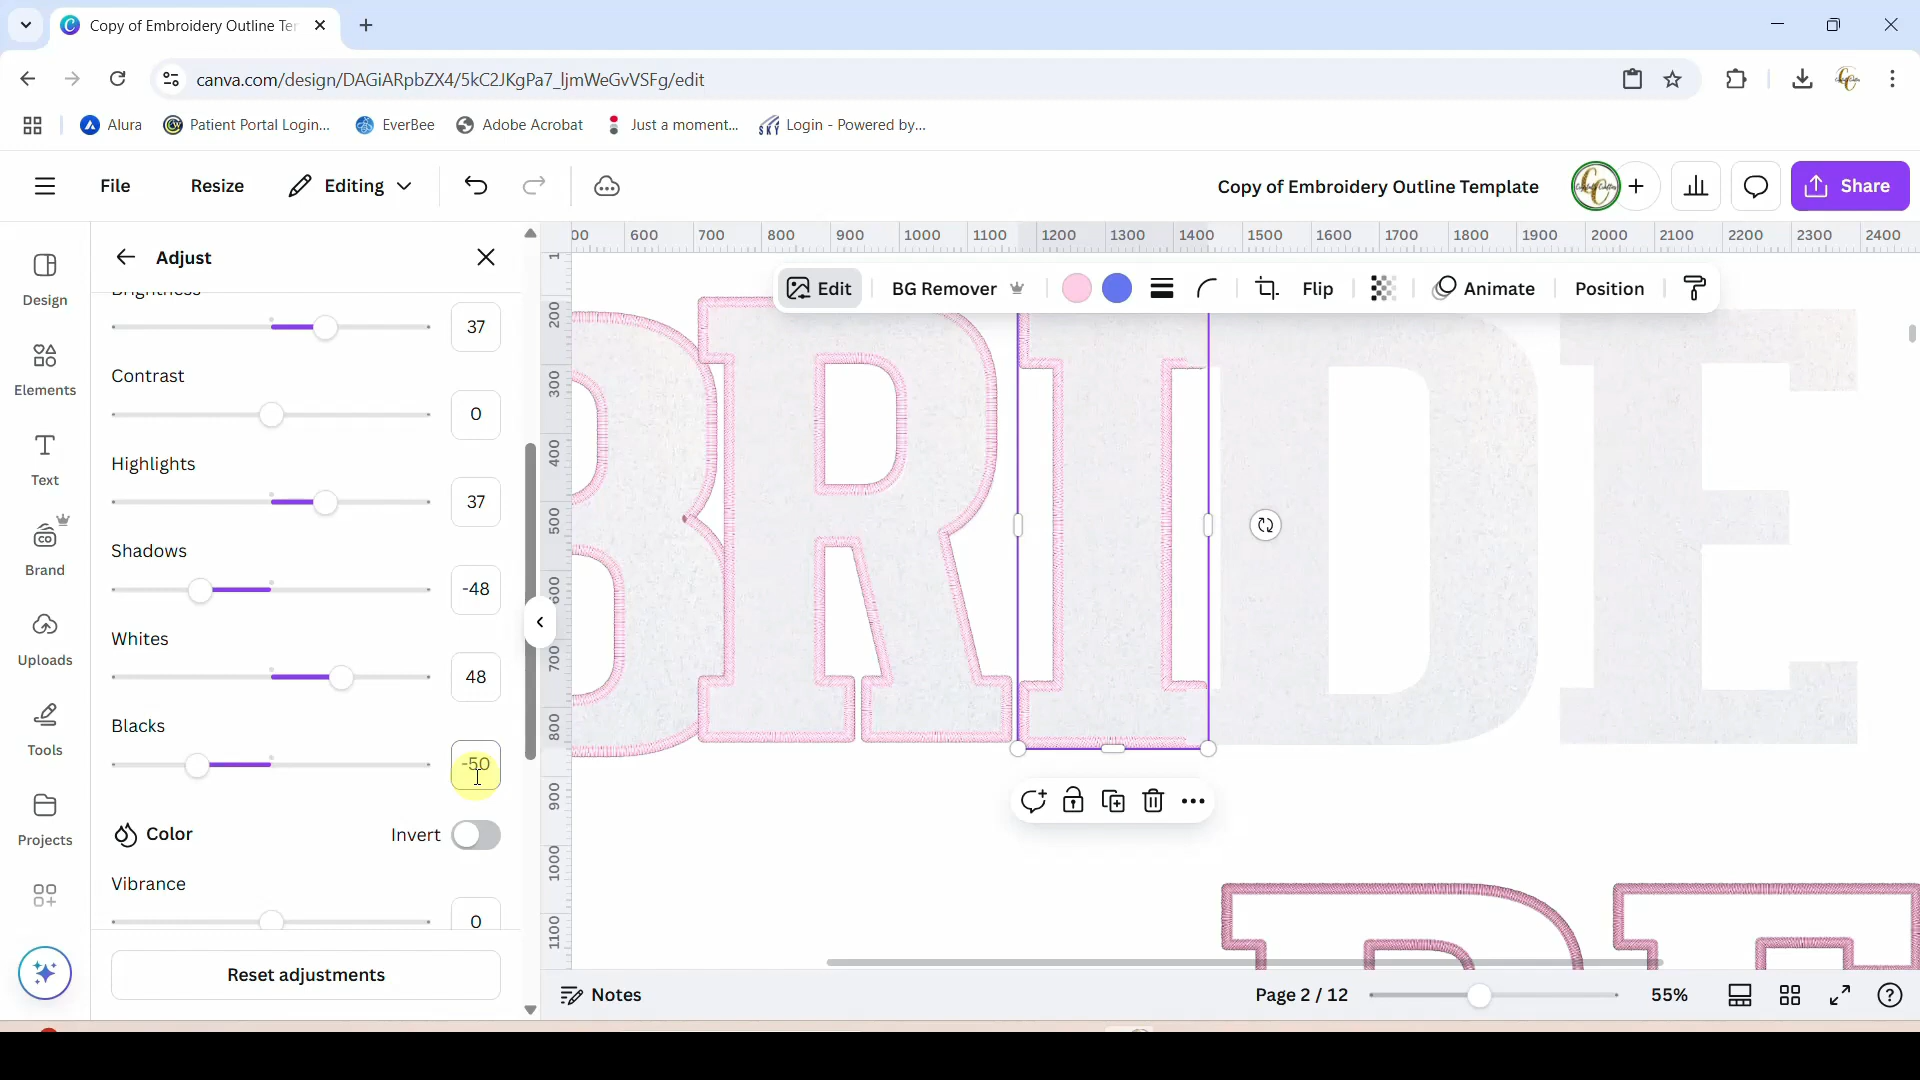 Copy of Embroidery Outline Ter
canva.com/design/DAGiARpbZX4/5kC2JKgPa7_ljmWeGvVSFg/edit
Alura
Patient Portal Login...
EverBee
Adobe Acrobat
Just a moment...
Login - Powered by...
File
Resize
Editing
Copy of Embroidery Outline Template
Share
Design
Elements
Text
Brand
Uploads
Tools
Projects
Adjust
Brightness
37
Contrast
0
Highlights
37
Shadows
-48
Whites
48
Blacks
-50
Color
Invert
Vibrance
0
Reset adjustments
00 600 700 800 900 1000 1100 1200 1300 1400 1500 1600 1700 1800 1900 2000 2100 2200 2300 2400
1
200
300
400
500
600
700
800
900
1000
1100
Edit
BG Remover
Flip
Animate
Position
BRIDE
Notes
Page 2 / 12
55%